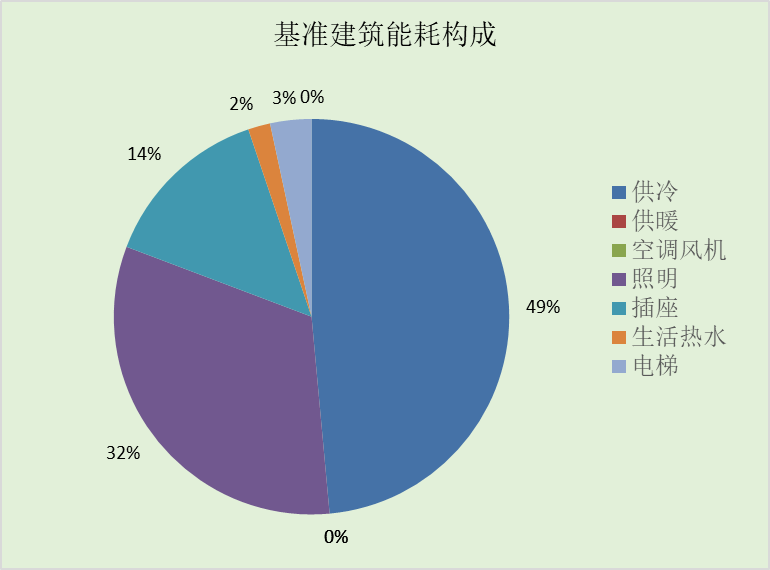 基准建筑能耗构成
2%
3%
0%
14%
49%
32%
0%
供冷
供暖
空调风机
照明
插座
生活热水
电梯